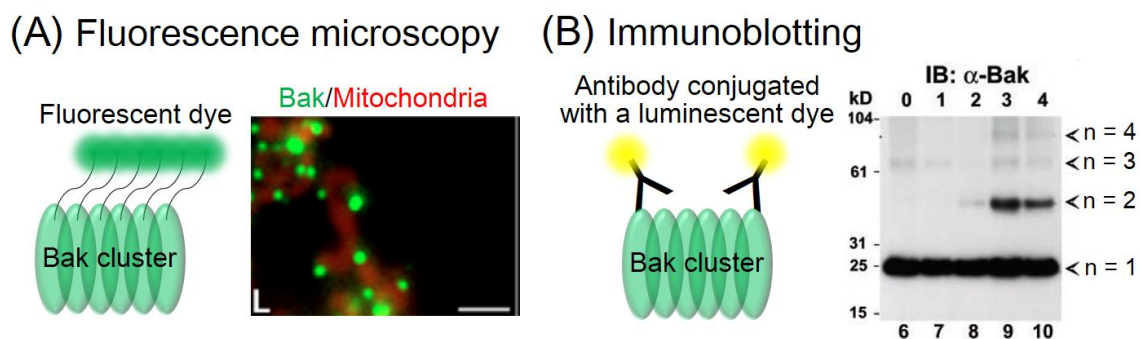 (A) Fluorescence microscopy
Fluorescent dye
Bak cluster
Bak/Mitochondria
L
(B) Immunoblotting
Antibody conjugated
with a luminescent dye
Bak cluster
IB: α-Bak
kD 0 1 2 3 4
104-
61 -
31 -
25 -
15 -
n = 4
n = 3
n = 2
n = 1
6 7 8 9 10